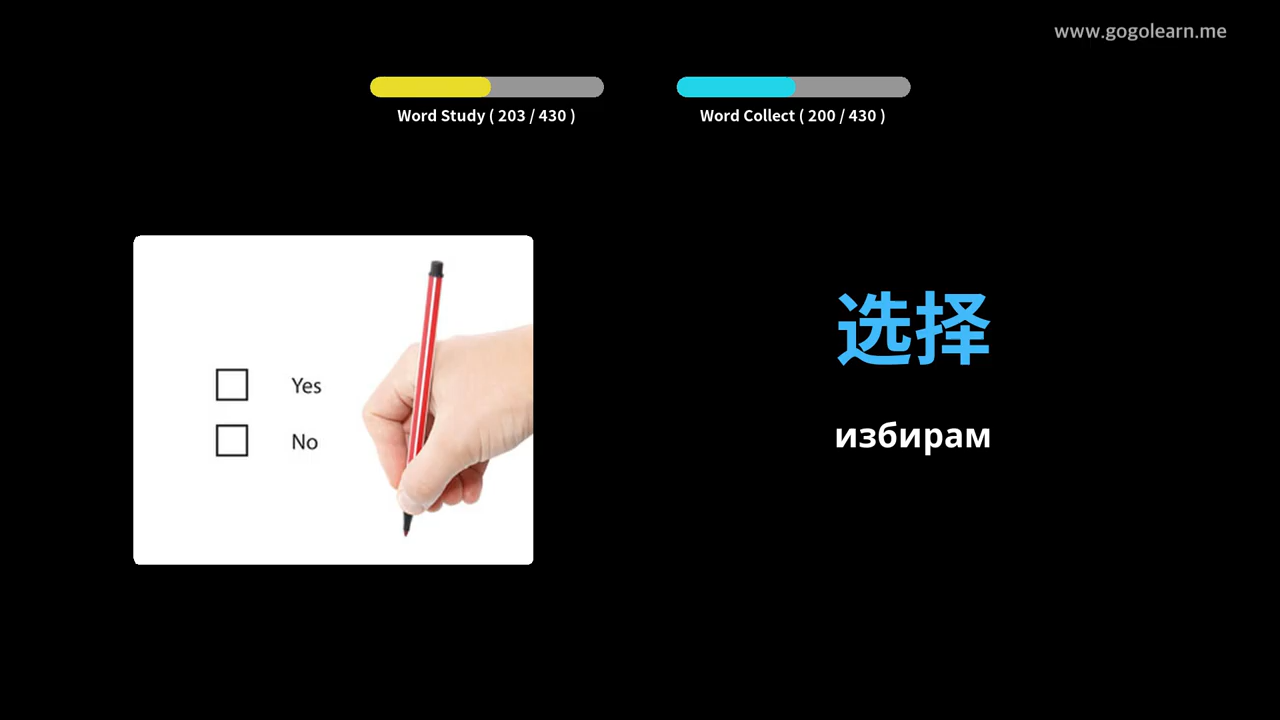 www.gogolearn.me
Word Study ( 203 / 430 )
Word Collect ( 200 / 430 )
Yes
No
选择
избирам